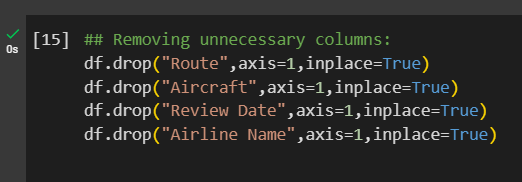 [15] ## Removing unnecessary columns:
df.drop("Route",axis=1,inplace=True)
df.drop("Aircraft",axis=1,inplace=True)
df.drop("Review Date",axis=1,inplace=True)
df.drop("Airline Name",axis=1,inplace=True)
0s